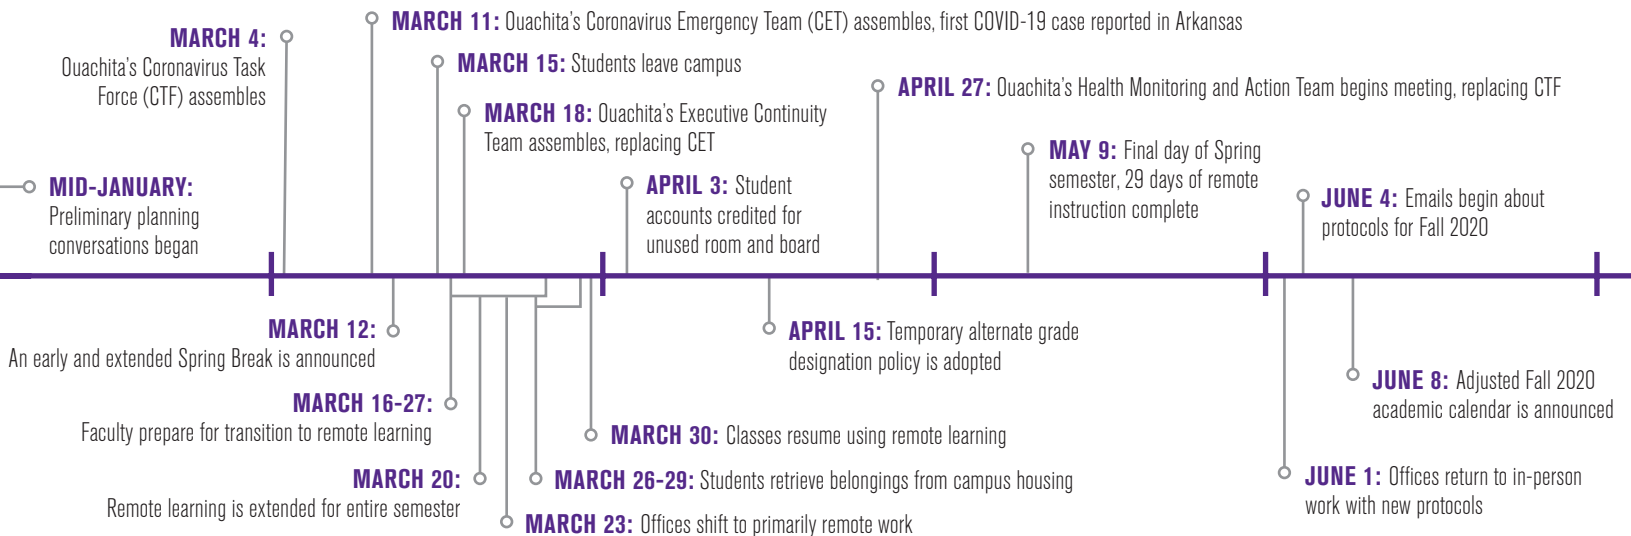 MID-JANUARY:
Preliminary planning
conversations began
MARCH 4:
Ouachita's Coronavirus Task
Force (CTF) assembles
MARCH 11: Ouachita's Coronavirus Emergency Team (CET) assembles, first COVID-19 case reported in Arkansas
MARCH 12:
An early and extended Spring Break is announced
MARCH 15: Students leave campus
MARCH 16-27:
Faculty prepare for transition to remote learning
MARCH 18: Ouachita's Executive Continuity
Team assembles, replacing CET
MARCH 20:
Remote learning is extended for entire semester
MARCH 23: Offices shift to primarily remote work
MARCH 26-29: Students retrieve belongings from campus housing
MARCH 30: Classes resume using remote learning
APRIL 3: Student
accounts credited for
unused room and board
APRIL 15: Temporary alternate grade
designation policy is adopted
APRIL 27: Ouachita's Health Monitoring and Action Team begins meeting, replacing CTF
MAY 9: Final day of Spring
semester, 29 days of remote
instruction complete
JUNE 1: Offices return to in-person
work with new protocols
JUNE 4: Emails begin about
protocols for Fall 2020
JUNE 8: Adjusted Fall 2020
academic calendar is announced